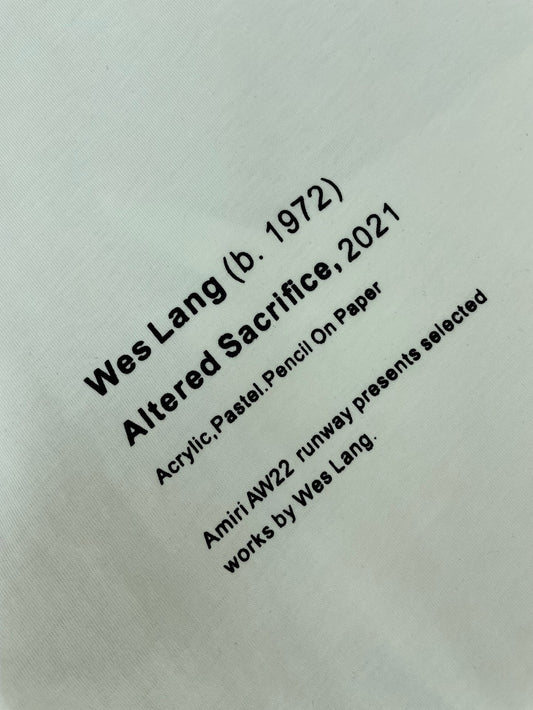 Wes Lang (b. 1972)
Altered Sacrifice, 2021
Acrylic,Pastel.Pencil On Paper
Amiri AW22 runway presents selected
works by Wes Lang.